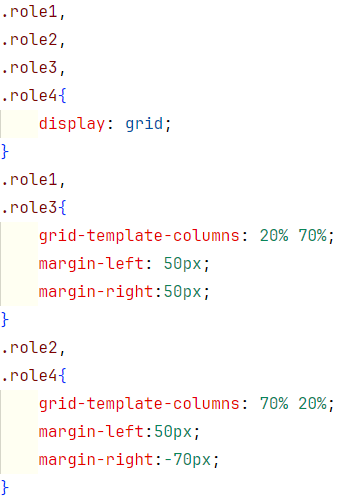 .role1,
.role2,
.role3,
.role4{
    display: grid;
}
.role1,
.role3{
    grid-template-columns: 20% 70%;
    margin-left: 50px;
    margin-right:50px;
}
.role2,
.role4{
    grid-template-columns: 70% 20%;
    margin-left:50px;
    margin-right:-70px;
}